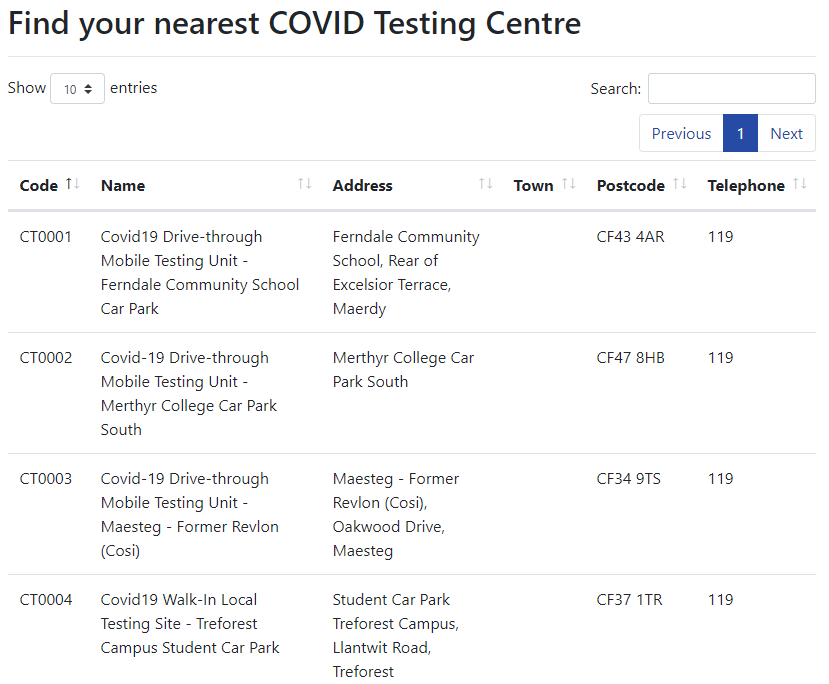 Find your nearest COVID Testing Centre
Show 10 entries
Search:
Previous 1 Next
Code Name Address Town Postcode Telephone
CT0001 Covid19 Drive-through Ferndale Community CF43 4AR 119
Mobile Testing Unit - School, Rear of
Ferndale Community School Excelsior Terrace,
Car Park Maerdy
CT0002 Covid-19 Drive-through Merthyr College Car CF47 8HB 119
Mobile Testing Unit - Park South
Merthyr College Car Park
South
CT0003 Covid-19 Drive-through Maesteg - Former CF34 9TS 119
Mobile Testing Unit - Revlon (Cosi),
Maesteg - Former Revlon Oakwood Drive,
(Cosi) Maesteg
CT0004 Covid19 Walk-In Local Student Car Park CF37 1TR 119
Testing Site - Treforest Treforest Campus,
Campus Student Car Park Llantwit Road,
Treforest